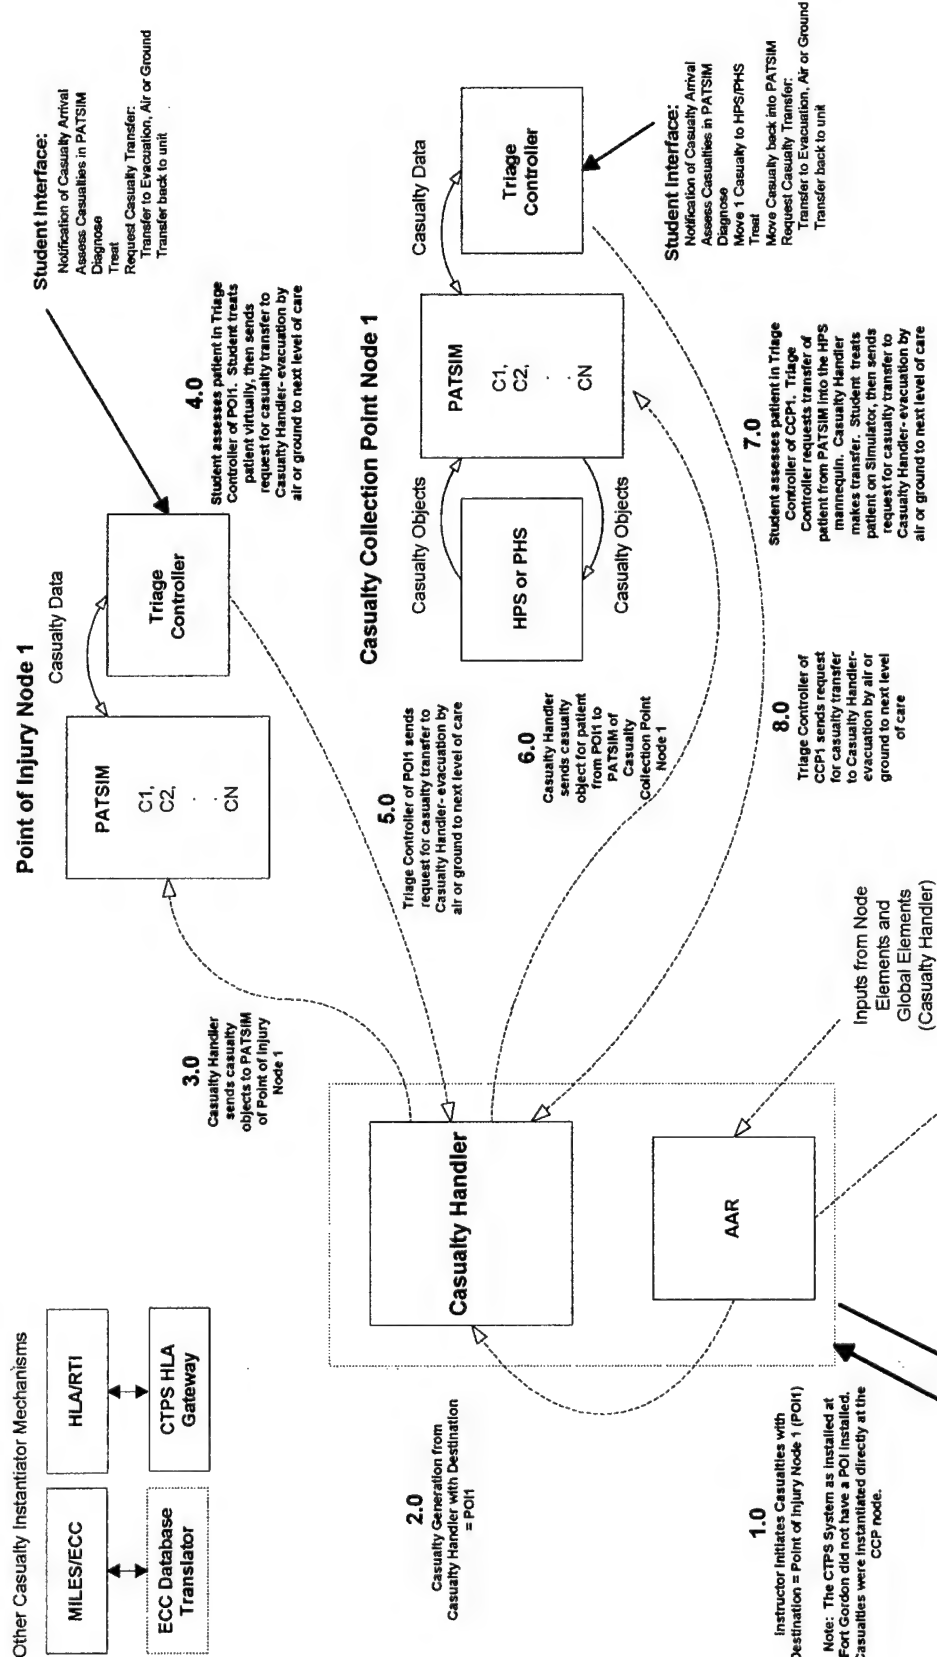 Other Casualty Instantiator Mechanisms
MILES/ECC
HLA/RTI
ECC Database
Translator
CTPS HLA
Gateway
Point of Injury Node 1
PATSIM
C1,
C2,
.
.
CN
Casualty Data
Triage
Controller
Student Interface:
Notification of Casualty Arrival
Assess Casualties in PATSIM
Diagnose
Treat
Request Casualty Transfer:
Transfer to Evacuation, Air or Ground
Transfer back to unit
3.0
Casualty Handler
sends casualty
objects to PATSIM
of Point of Injury
Node 1
4.0
Student assesses patient in Triage
Controller of POI1. Student treats
patient virtually, then sends
request for casualty transfer to
Casualty Handler- evacuation by
air or ground to next level of care
2.0
Casualty Generation from
Casualty Handler with Destination
= POI1
Casualty Handler
AAR
5.0
Triage Controller of POI1 sends
request for casualty transfer to
Casualty Handler- evacuation by
air or ground to next level of care
6.0
Casualty Handler
sends casualty
object for patient
from POI1 to
PATSIM of
Casualty
Collection Point
Node 1
Casualty Collection Point Node 1
Casualty Objects
HPS or PHS
Casualty Objects
PATSIM
C1,
C2,
.
.
CN
Casualty Data
Triage
Controller
Student Interface:
Notification of Casualty Arrival
Assess Casualties in PATSIM
Diagnose
Move 1 Casualty to HPS/PHS
Treat
Move Casualty back into PATSIM
Request Casualty Transfer:
Transfer to Evacuation, Air or Ground
Transfer back to unit
7.0
Student assesses patient in Triage
Controller of CCP1. Triage
Controller requests transfer of
patient from PATSIM into the HPS
mannequin. Casualty Handler
makes transfer. Student treats
patient on Simulator, then sends
request for casualty transfer to
Casualty Handler- evacuation by
air or ground to next level of care
8.0
Triage Controller of
CCP1 sends request
for casualty transfer
to Casualty Handler-
evacuation by air or
ground to next level
of care
1.0
Instructor Initiates Casualties with
Destination = Point of Injury Node 1 (POI1)
Note: The CTPS System as installed at
Fort Gordon did not have a POI installed.
Casualties were instantiated directly at the
CCP node.
Inputs from Node
Elements and
Global Elements
(Casualty Handler)